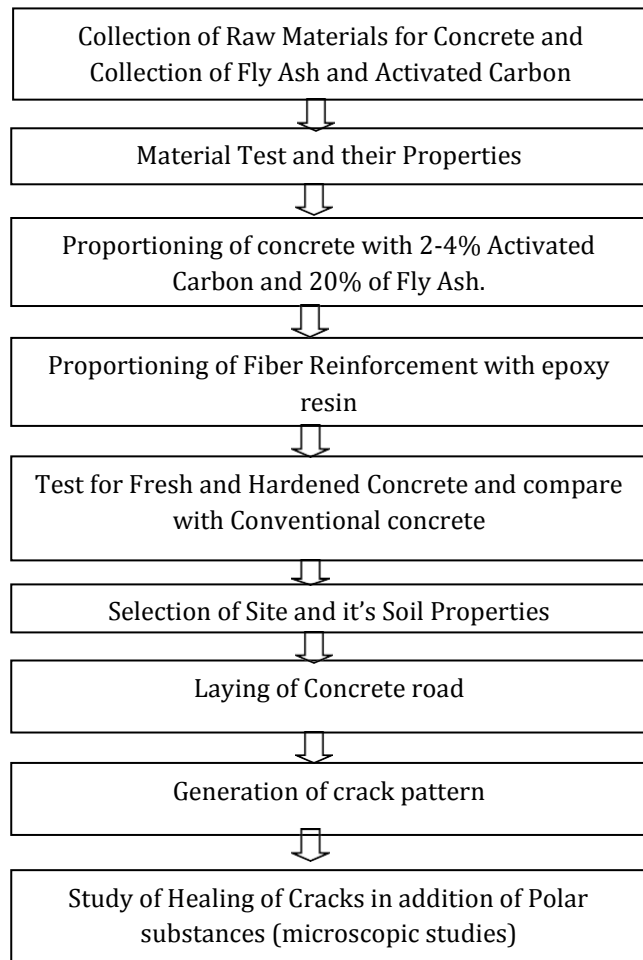 Collection of Raw Materials for Concrete and
Collection of Fly Ash and Activated Carbon
Material Test and their Properties
Proportioning of concrete with 2-4% Activated
Carbon and 20% of Fly Ash.
Proportioning of Fiber Reinforcement with epoxy
resin
Test for Fresh and Hardened Concrete and compare
with Conventional concrete
Selection of Site and it’s Soil Properties
Laying of Concrete road
Generation of crack pattern
Study of Healing of Cracks in addition of Polar
substances (microscopic studies)